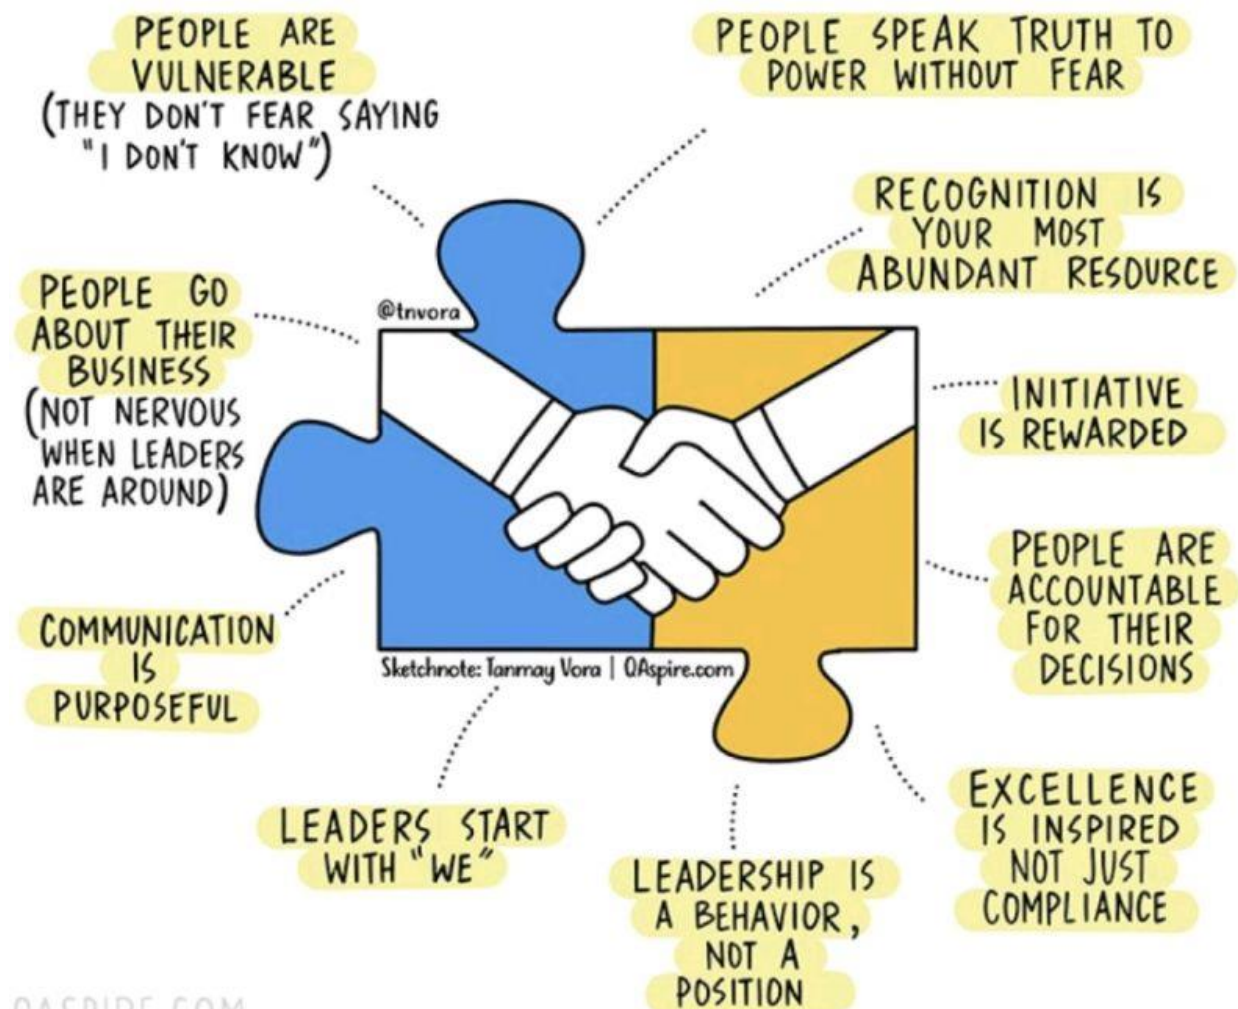 PEOPLE ARE
VULNERABLE
(THEY DON'T FEAR SAYING
"I DON'T KNOW")
PEOPLE SPEAK TRUTH TO
POWER WITHOUT FEAR
RECOGNITION IS
YOUR MOST
ABUNDANT RESOURCE
PEOPLE GO
ABOUT THEIR
BUSINESS
(NOT NERVOUS
WHEN LEADERS
ARE AROUND)
@tnvora
INITIATIVE
IS REWARDED
PEOPLE ARE
ACCOUNTABLE
FOR THEIR
DECISIONS
COMMUNICATION
IS
PURPOSEFUL
Sketchnote: Tanmay Vora | QAspire.com
LEADERS START
WITH "WE"
LEADERSHIP IS
A BEHAVIOR,
NOT A
POSITION
EXCELLENCE
IS INSPIRED
NOT JUST
COMPLIANCE
QASPIRE.COM